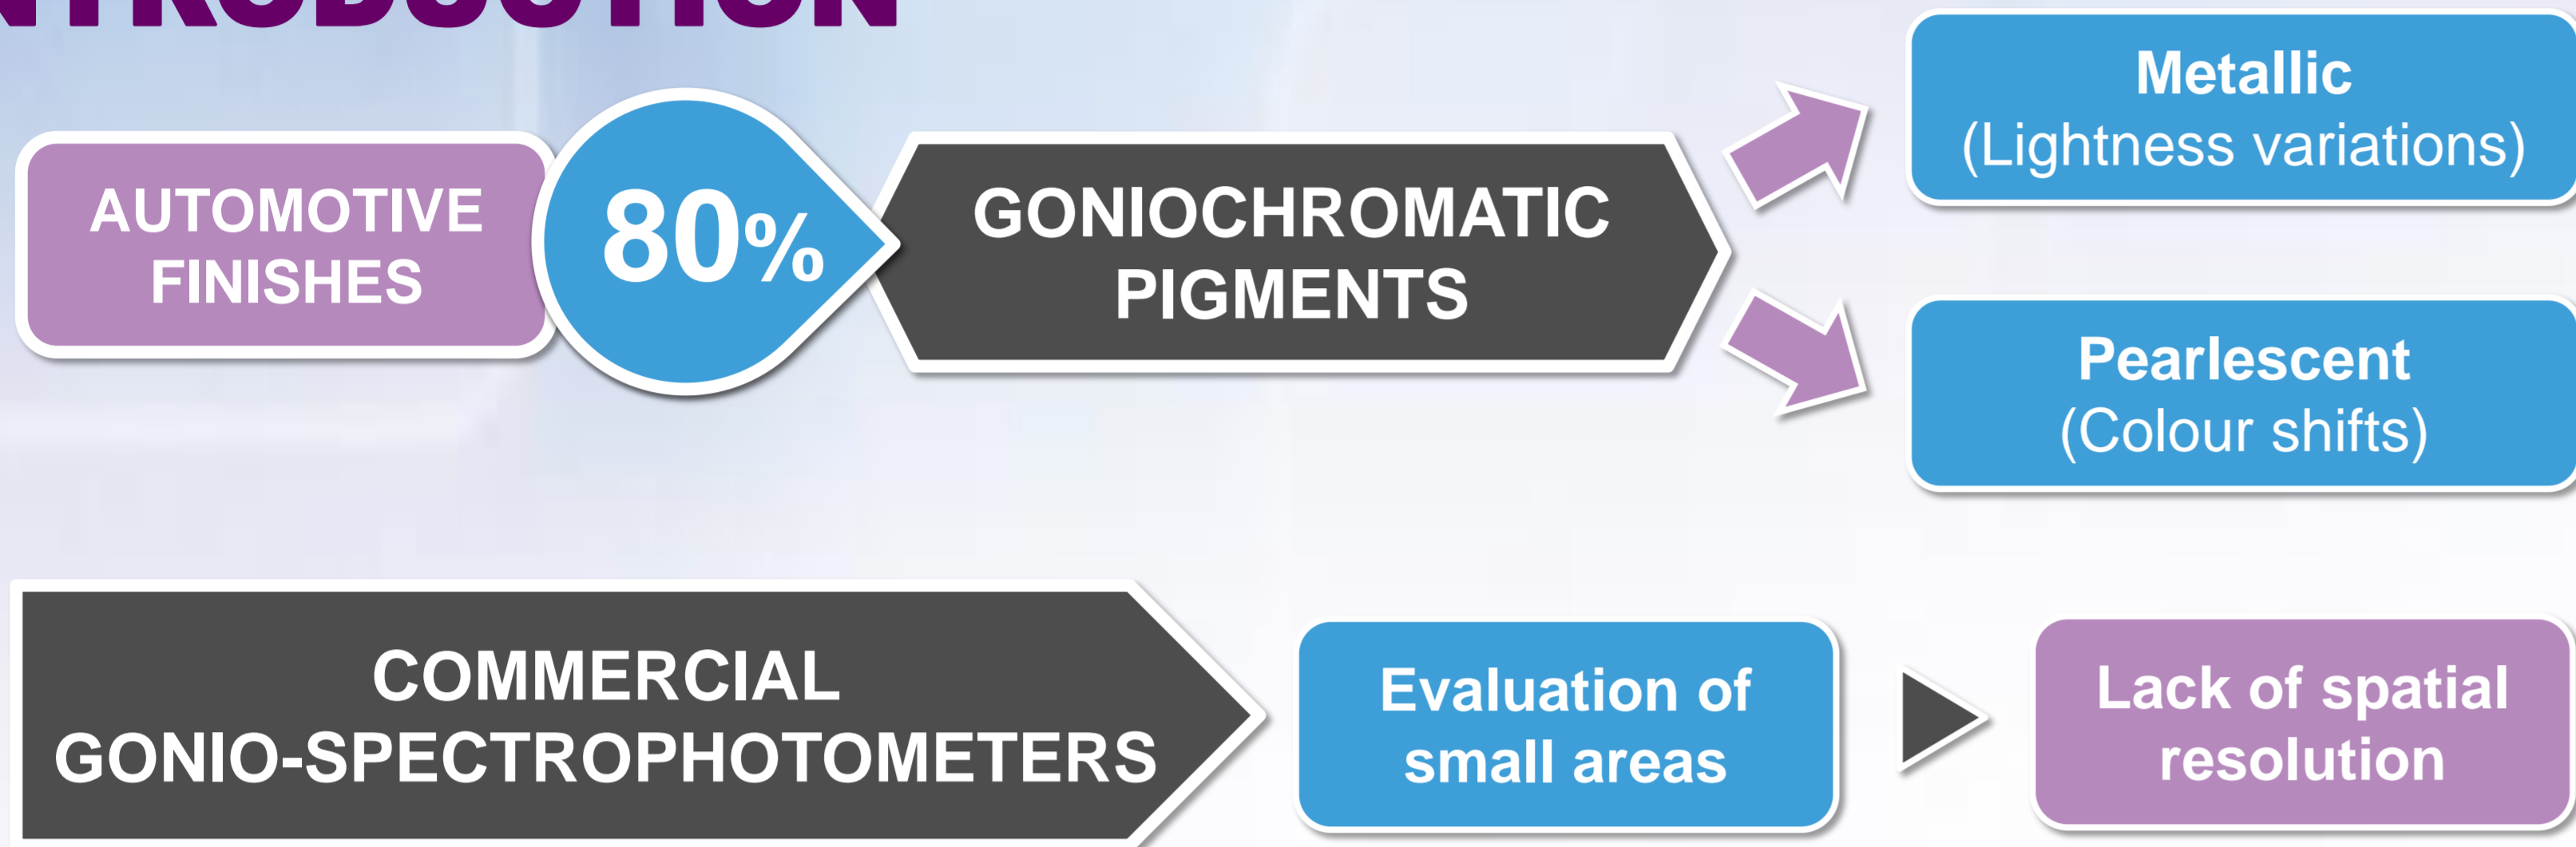 NTRODUCTION
AUTOMOTIVE
FINISHES
80%
GONIOCHROMATIC
PIGMENTS
Metallic
(Lightness variations)
Pearlescent
(Colour shifts)
COMMERCIAL
GONIO-SPECTROPHOTOMETERS
Evaluation of
small areas
Lack of spatial
resolution